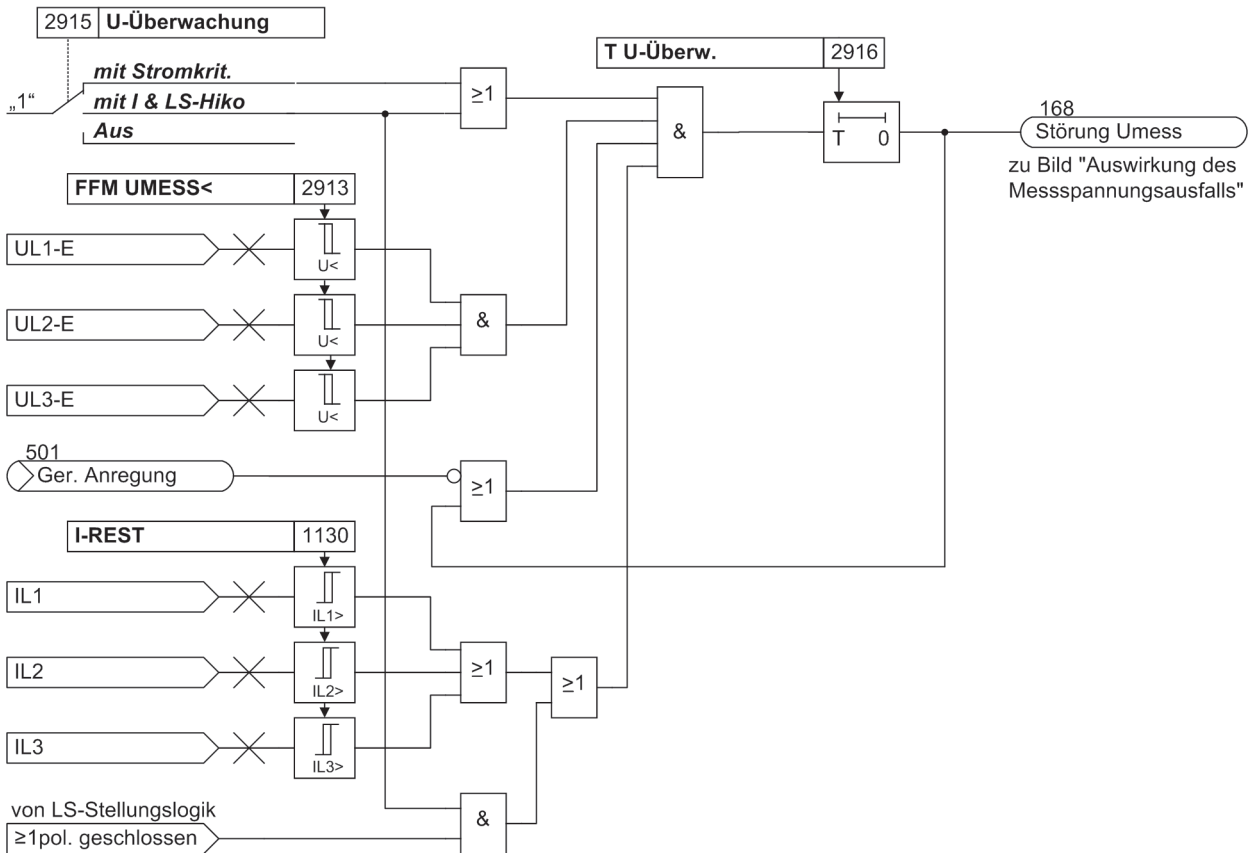 2915 U-Überwachung
T U-Überw. 2916
mit Stromkrit.
„1“
mit I & LS-Hiko
Aus
≥1
&
T 0
168
Störung Umess
zu Bild "Auswirkung des
Messspannungsausfalls"
FFM UMESS< 2913
UL1-E
U<
UL2-E
U<
&
UL3-E
U<
501
Ger. Anregung
≥1
I-REST 1130
IL1
IL1>
IL2
IL2>
≥1
≥1
IL3
IL3>
von LS-Stellungslogik
≥1pol. geschlossen
&